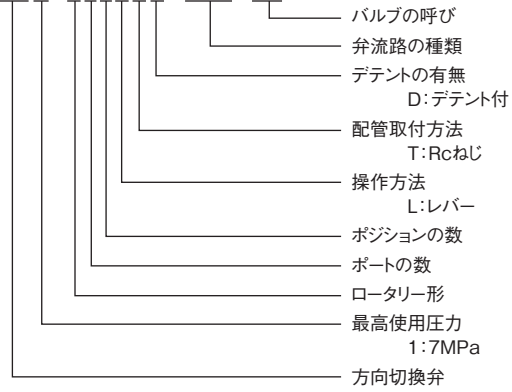 バルブの呼び
弁流路の種類
デテントの有無
D：デテント付
配管取付方法
T：Rcねじ
操作方法
L：レバー
ポジションの数
ポートの数
ロータリー形
最高使用圧力
1：7MPa
方向切換弁